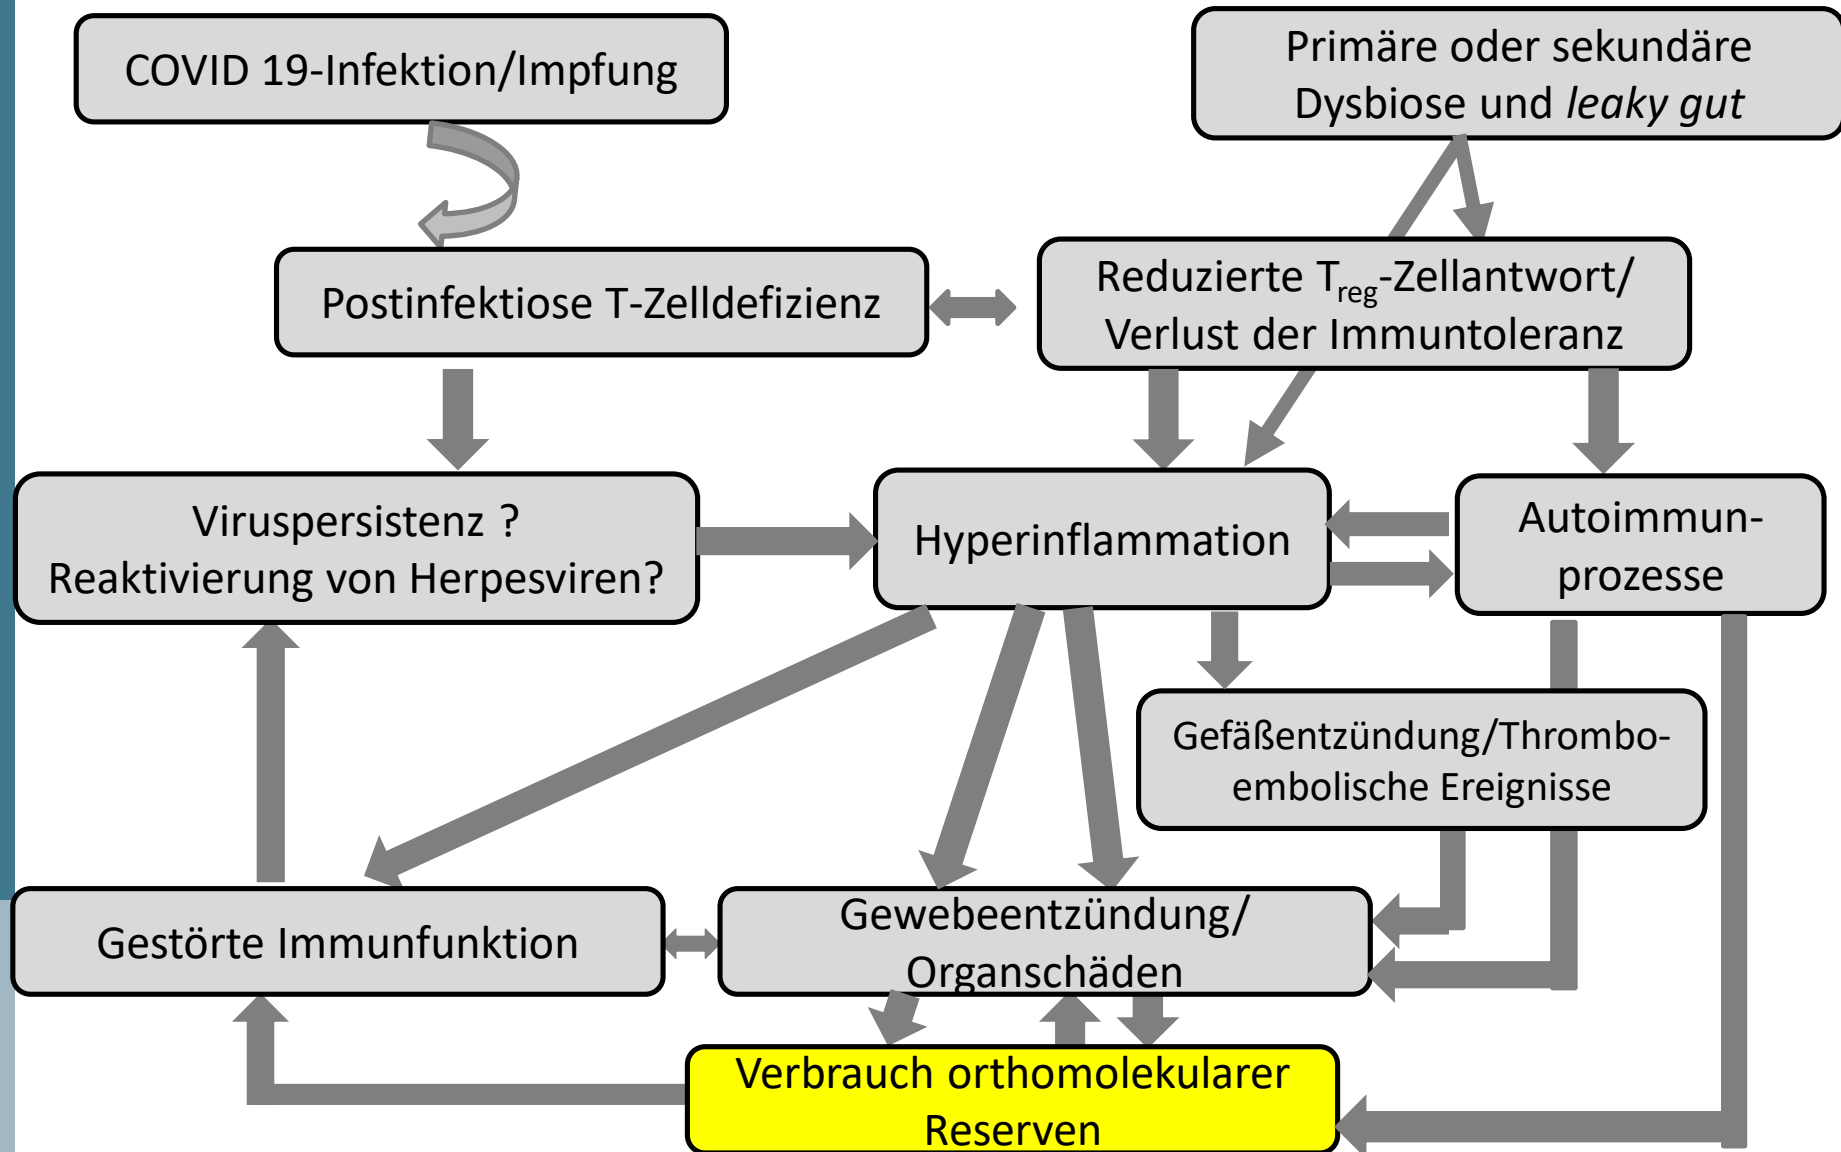 COVID 19-Infektion/Impfung
Primäre oder sekundäre
Dysbiose und leaky gut
Postinfektiose T-Zelldefizienz
Reduzierte Treg-Zellantwort/
Verlust der Immuntoleranz
Viruspersistenz ?
Reaktivierung von Herpesviren?
Hyperinflammation
Autoimmun-
prozesse
Gefäßentzündung/Thrombo-
embolische Ereignisse
Gestörte Immunfunktion
Gewebeentzündung/
Organschäden
Verbrauch orthomolekularer
Reserven